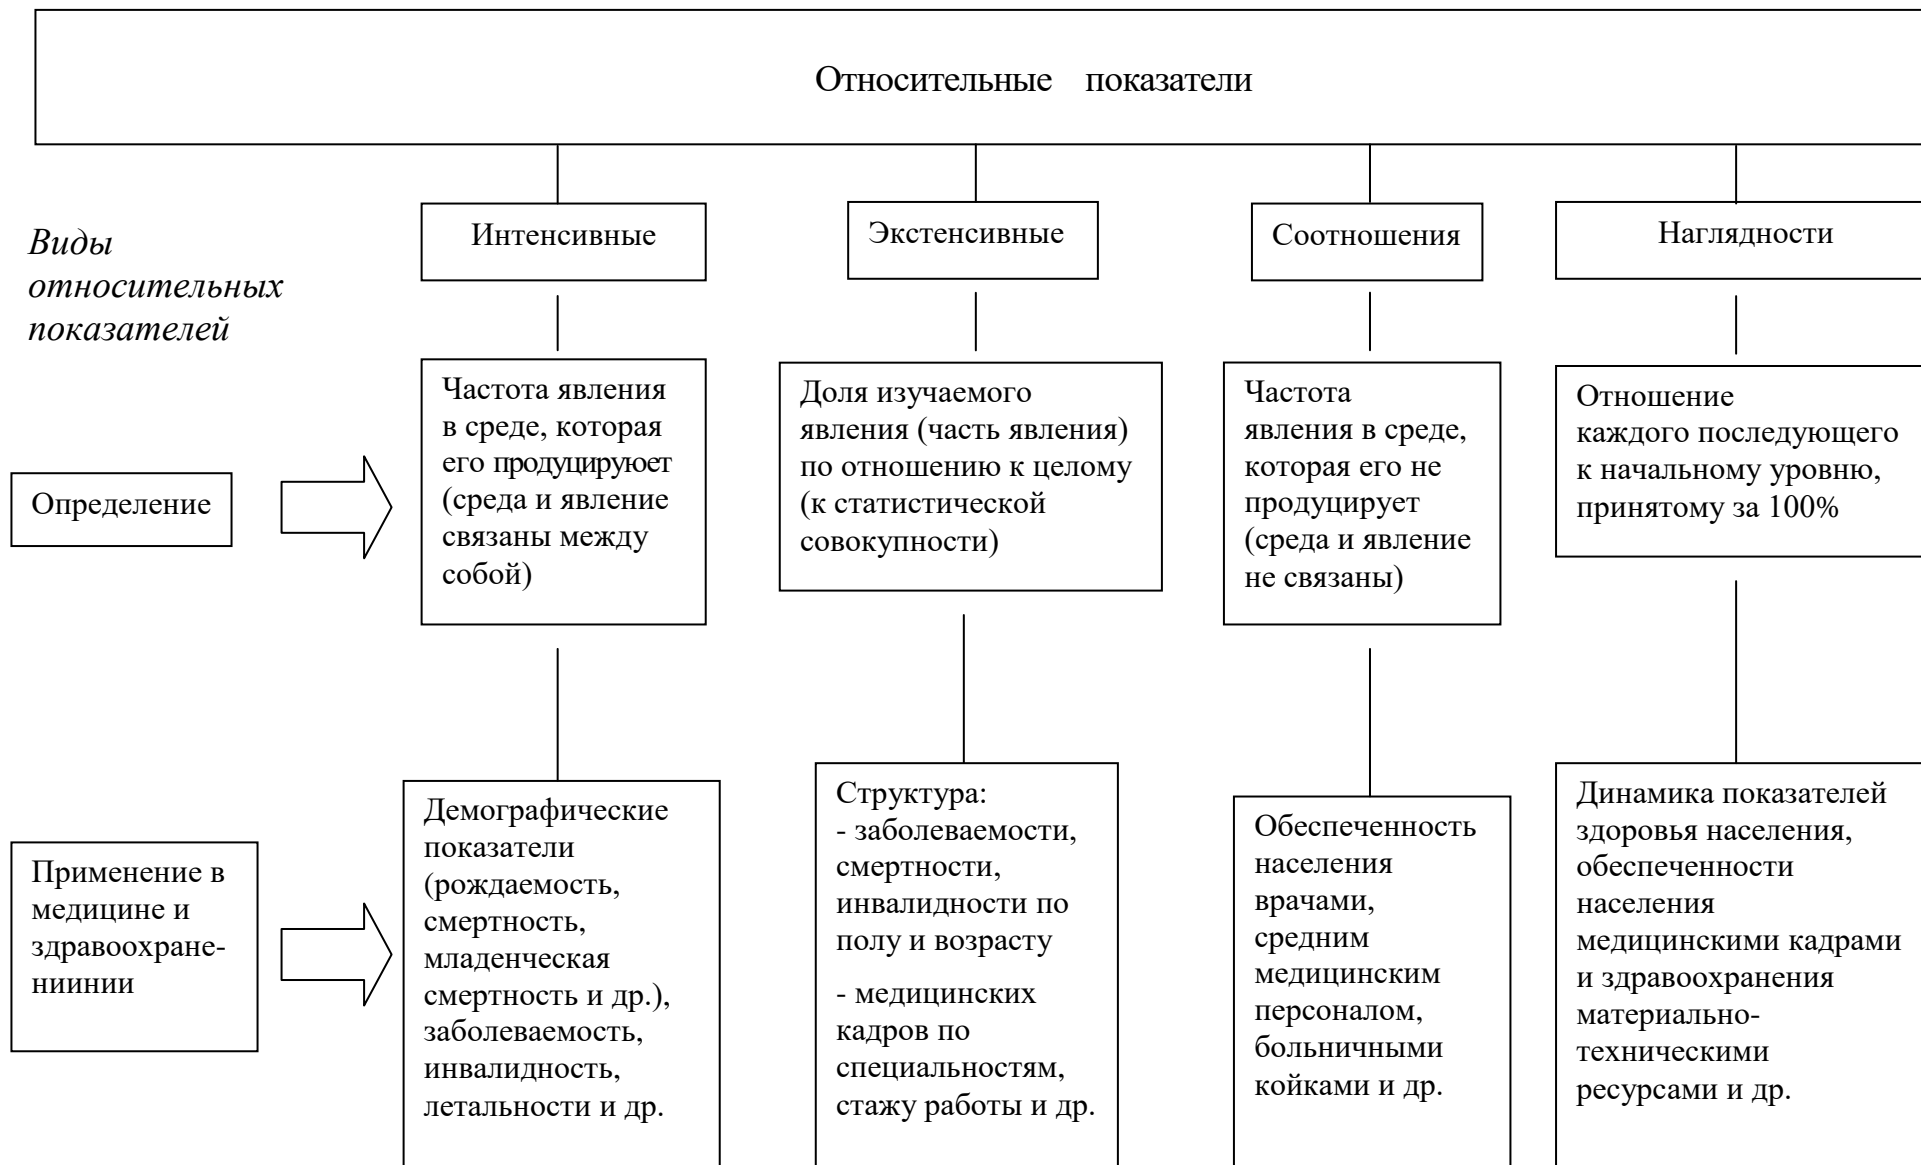 Относительные показатели
Виды
относительных
показателей
Интенсивные
Экстенсивные
Соотношения
Наглядности
Определение
Частота явления
в среде, которая
его продуцируюет
(среда и явление
связаны между
собой)
Доля изучаемого
явления (часть явления)
по отношению к целому
(к статистической
совокупности)
Частота
явления в среде,
которая его не
продуцирует
(среда и явление
не связаны)
Отношение
каждого последующего
к начальному уровню,
принятому за 100%
Применение в
медицине и
здравоохране-
ниинии
Демографические
показатели
(рождаемость,
смертность,
младенческая
смертность и др.),
заболеваемость,
инвалидность,
летальности и др.
Структура:
- заболеваемости,
смертности,
инвалидности по
полу и возрасту
- медицинских
кадров по
специальностям,
стажу работы и др.
Обеспеченность
населения
врачами,
средним
медицинским
персоналом,
больничными
койками и др.
Динамика показателей
здоровья населения,
обеспеченности
населения
медицинскими кадрами
и здравоохранения
материально-
техническими
ресурсами и др.